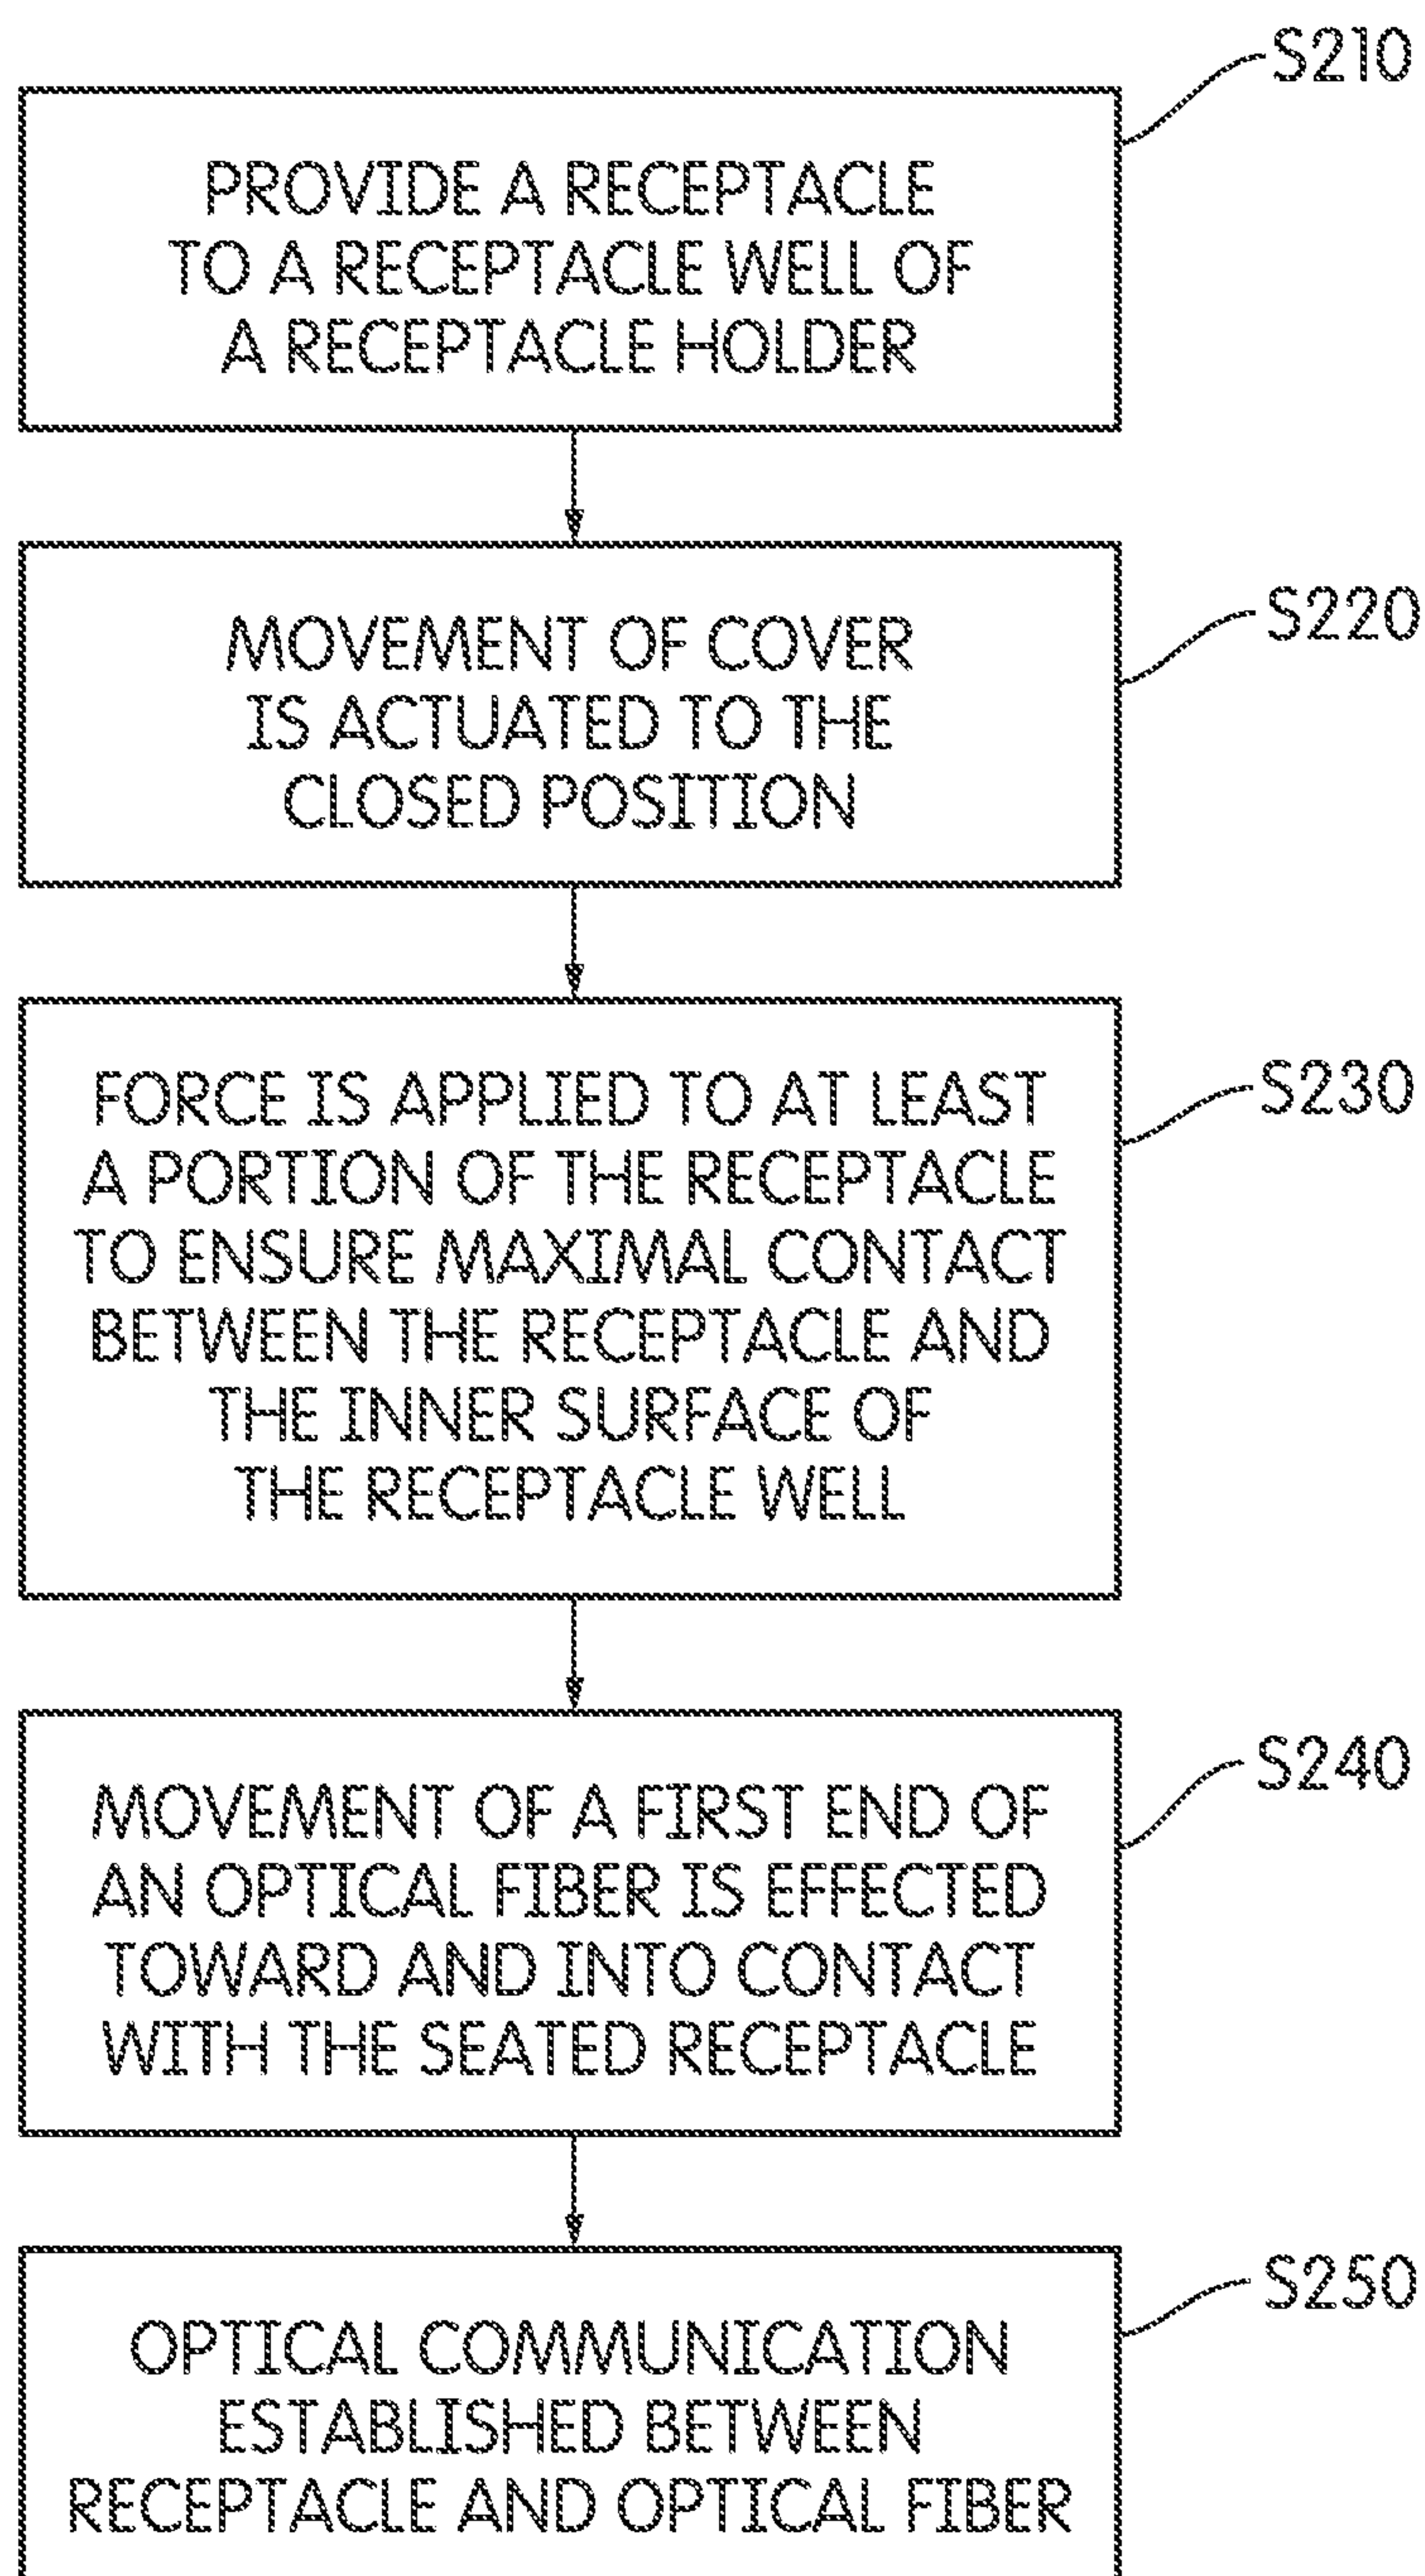 S210
PROVIDE A RECEPTACLE
TO A RECEPTACLE WELL OF
A RECEPTACLE HOLDER
S220
MOVEMENT OF COVER
IS ACTUATED TO THE
CLOSED POSITION
S230
FORCE IS APPLIED TO AT LEAST
A PORTION OF THE RECEPTACLE
TO ENSURE MAXIMAL CONTACT
BETWEEN THE RECEPTACLE AND
THE INNER SURFACE OF
THE RECEPTACLE WELL
S240
MOVEMENT OF A FIRST END OF
AN OPTICAL FIBER IS EFFECTED
TOWARD AND INTO CONTACT
WITH THE SEATED RECEPTACLE
S250
OPTICAL COMMUNICATION
ESTABLISHED BETWEEN
RECEPTACLE AND OPTICAL FIBER